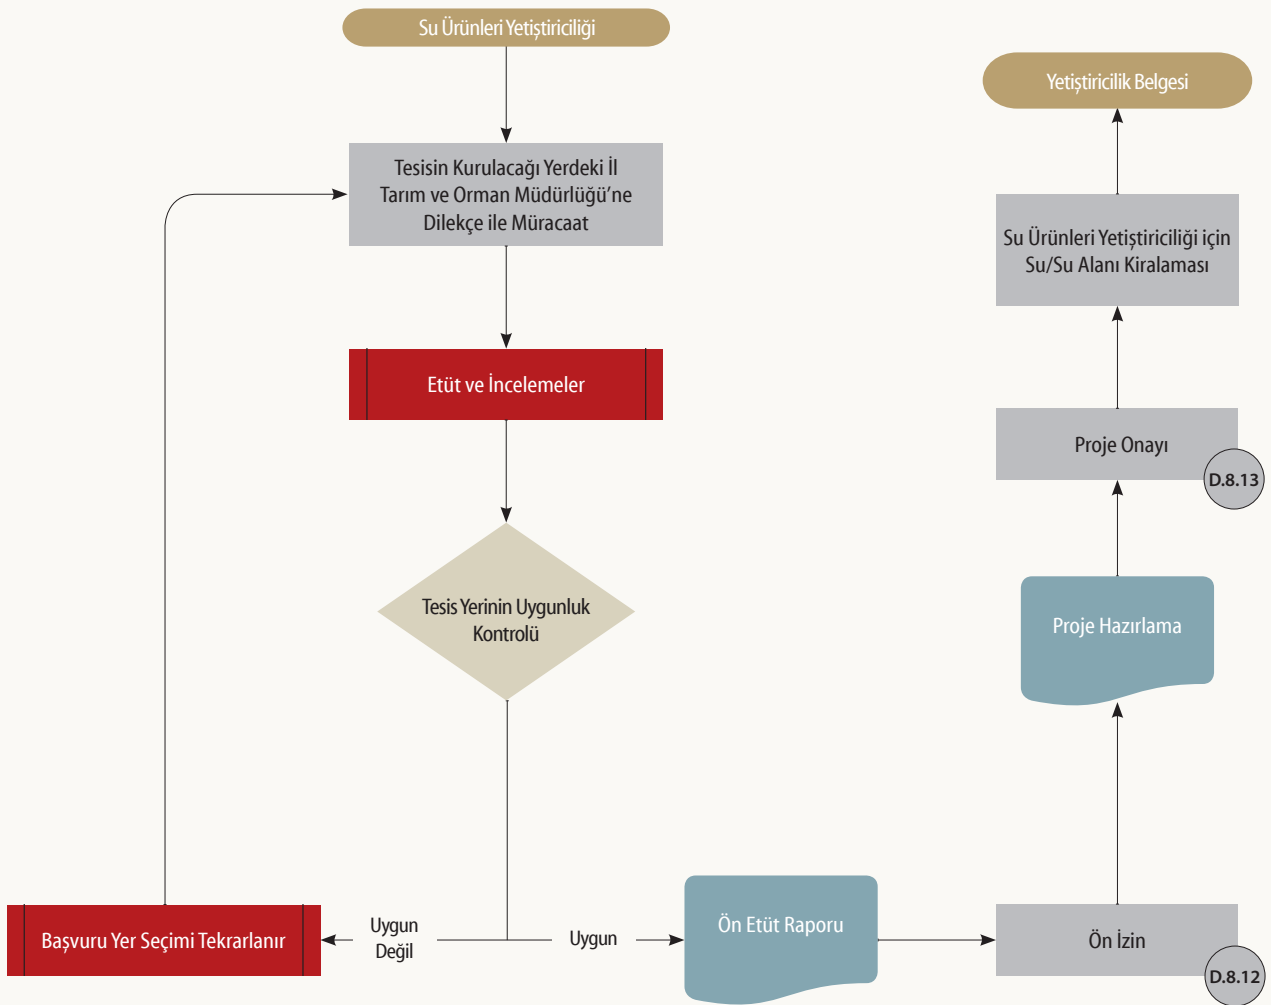 Su Ürünleri Yetiştiriciliği
Tesisin Kurulacağı Yerdeki İl
Tarım ve Orman Müdürlüğü’ne
Dilekçe ile Müracaat
Etüt ve İncelemeler
Tesis Yerinin Uygunluk
Kontrolü
Uygun
Değil
Başvuru Yer Seçimi Tekrarlanır
Uygun
Ön Etüt Raporu
Ön İzin
D.8.12
Proje Hazırlama
Proje Onayı
D.8.13
Su Ürünleri Yetiştiriciliği için
Su/Su Alanı Kiralaması
Yetiştiricilik Belgesi